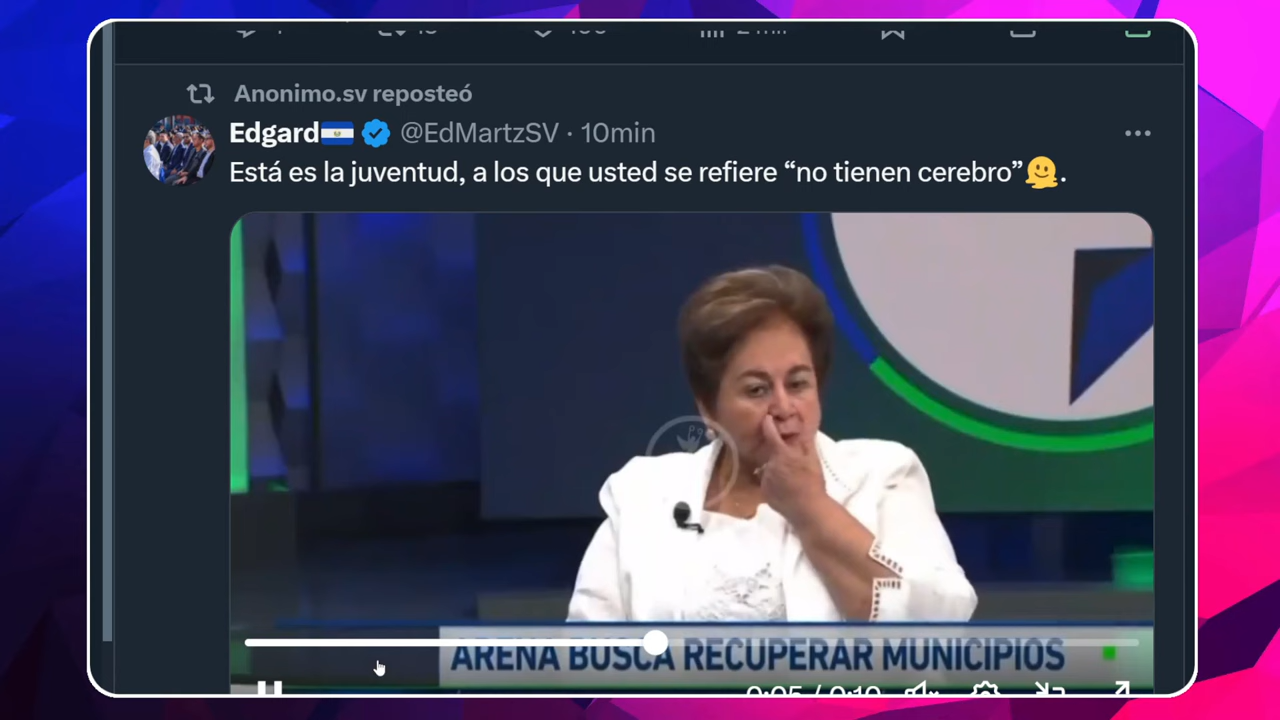 Anonimo.sv reposteó
Edgard @EdMartzSV · 10min
Está es la juventud, a los que usted se refiere “no tienen cerebro”.
ARENA BUSCA RECUPERAR MUNICIPIOS